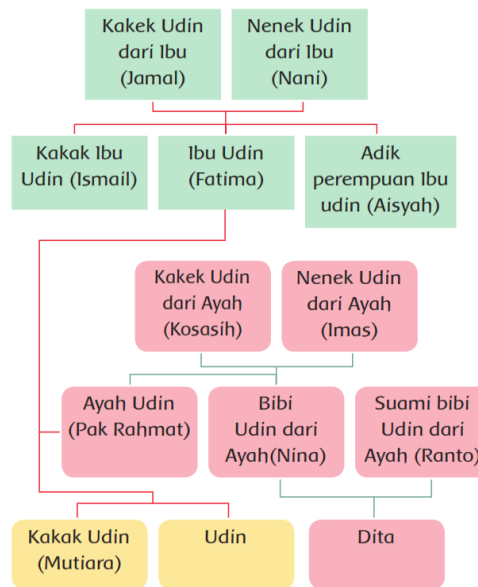 Kakek Udin
dari Ibu
(Jamal)
Nenek Udin
dari Ibu
(Nani)
Kakak Ibu
Udin (Ismail)
Ibu Udin
(Fatima)
Adik
perempuan Ibu
udin (Aisyah)
Kakek Udin
dari Ayah
(Kosasih)
Nenek Udin
dari Ayah
(Imas)
Ayah Udin
(Pak Rahmat)
Bibi
Udin dari
Ayah(Nina)
Suami bibi
Udin dari
Ayah (Ranto)
Kakak Udin
(Mutiara)
Udin
Dita